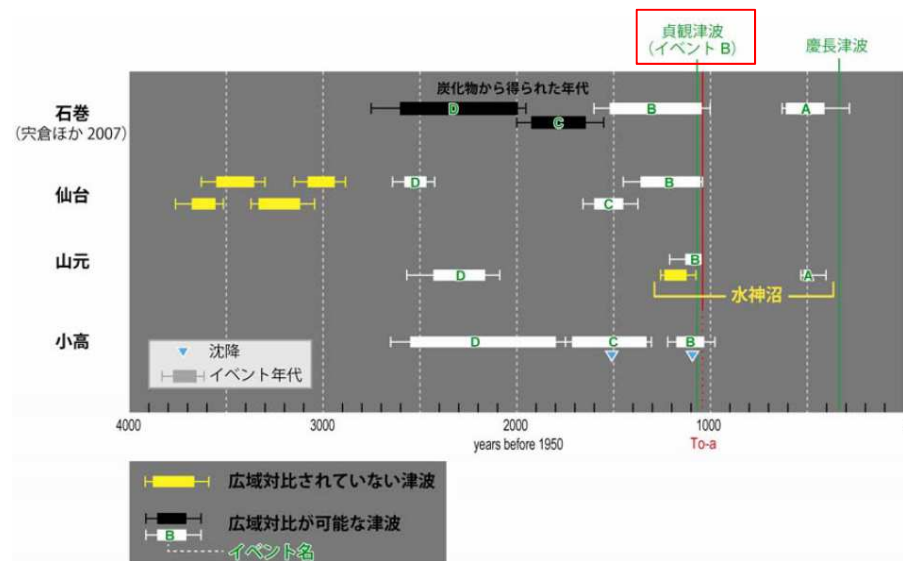 貞観津波
(イベント B)
慶長津波
炭化物から得られた年代
石巻
(宍倉ほか 2007)
D
C
B
A
仙台
D
B
C
山元
B
D
A
水神沼
小高
D
C
B
沈降
イベント年代
4000
3000
2000
1000
years before 1950
To-a
広域対比されていない津波
広域対比が可能な津波
B
イベント名